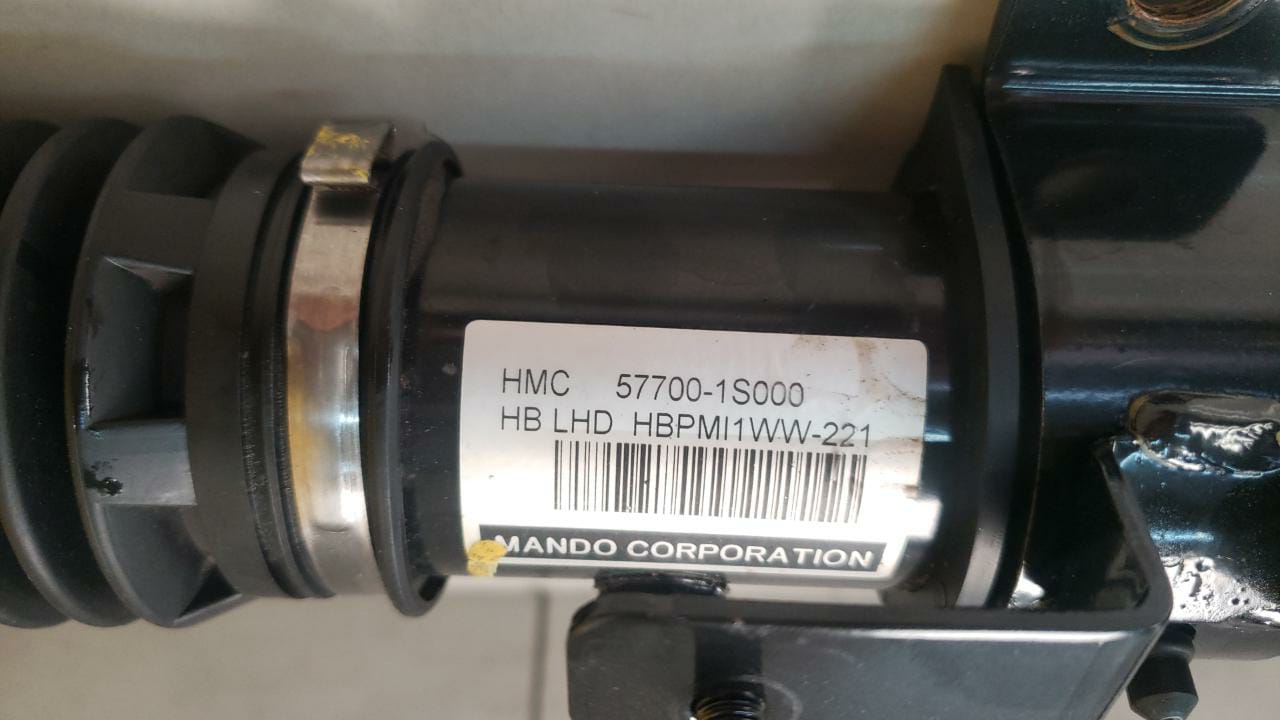 HMC 57700-1S000
HB LHD HBPMI1WW-221
MANDO CORPORATION